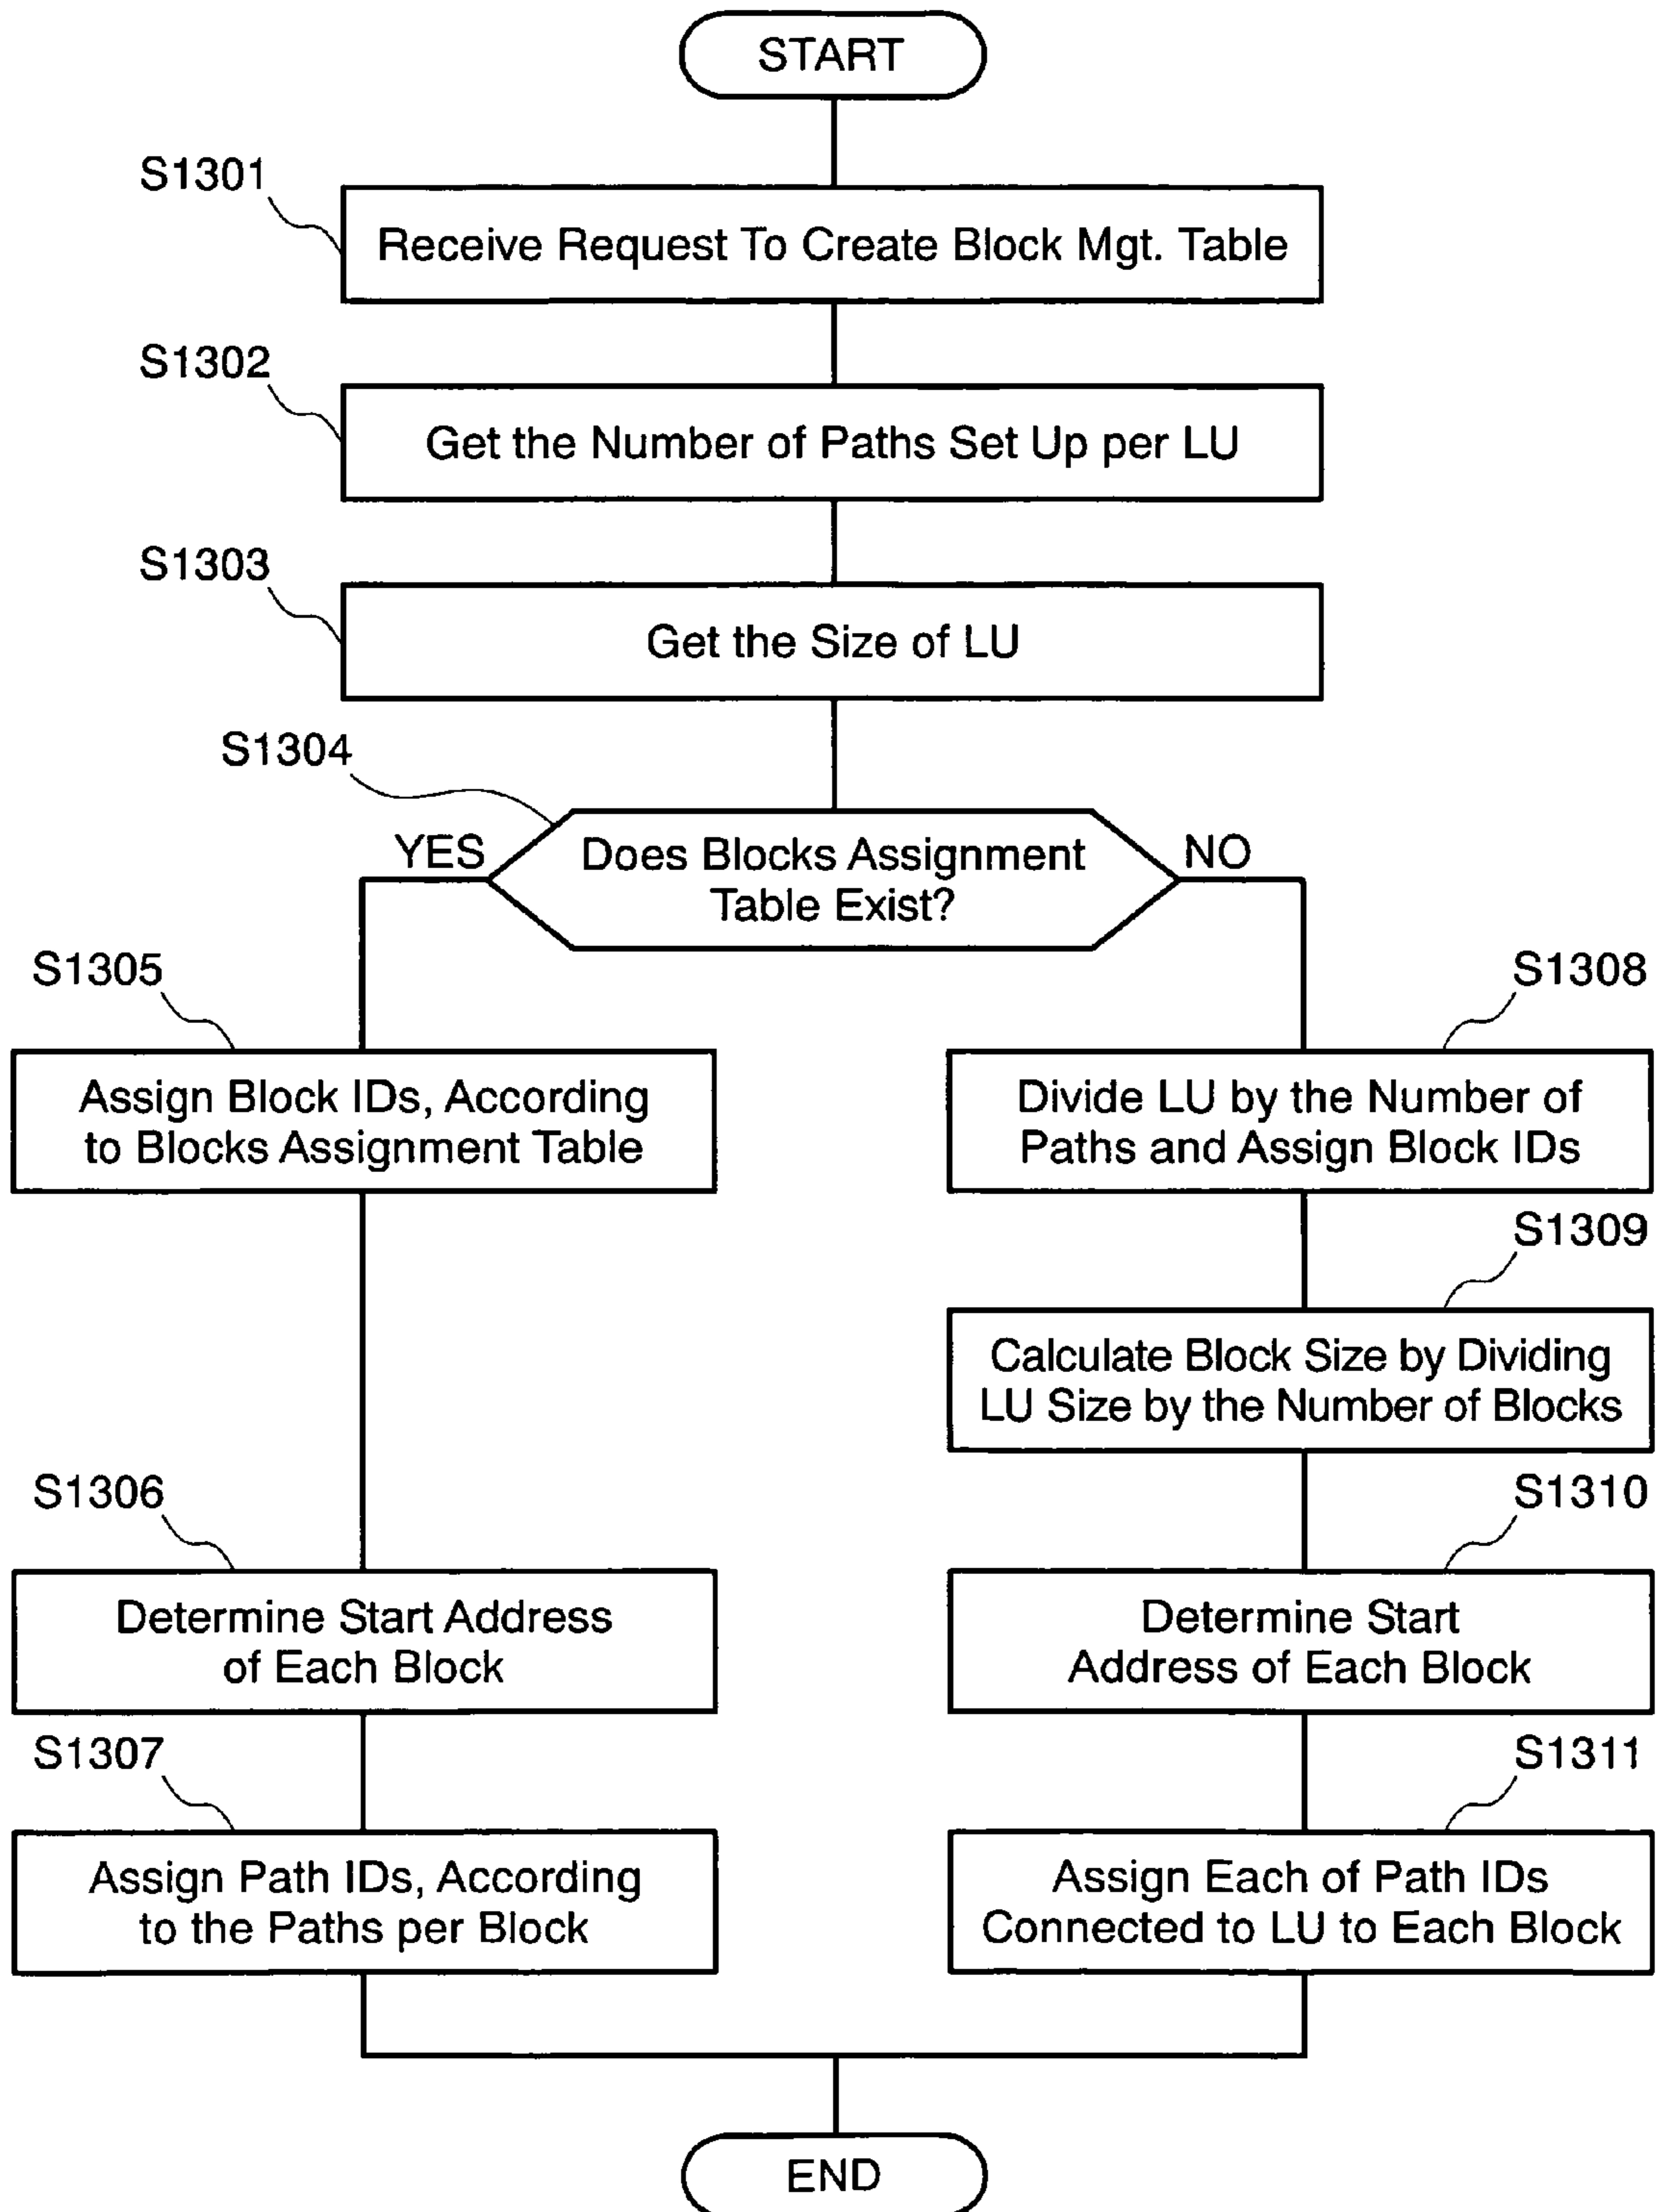 START
S1301
Receive Request To Create Block Mgt. Table
S1302
Get the Number of Paths Set Up per LU
S1303
Get the Size of LU
S1304
YES
Does Blocks Assignment
Table Exist?
NO
S1305
Assign Block IDs, According
to Blocks Assignment Table
S1306
Determine Start Address
of Each Block
S1307
Assign Path IDs, According
to the Paths per Block
S1308
Divide LU by the Number of
Paths and Assign Block IDs
S1309
Calculate Block Size by Dividing
LU Size by the Number of Blocks
S1310
Determine Start
Address of Each Block
S1311
Assign Each of Path IDs
Connected to LU to Each Block
END